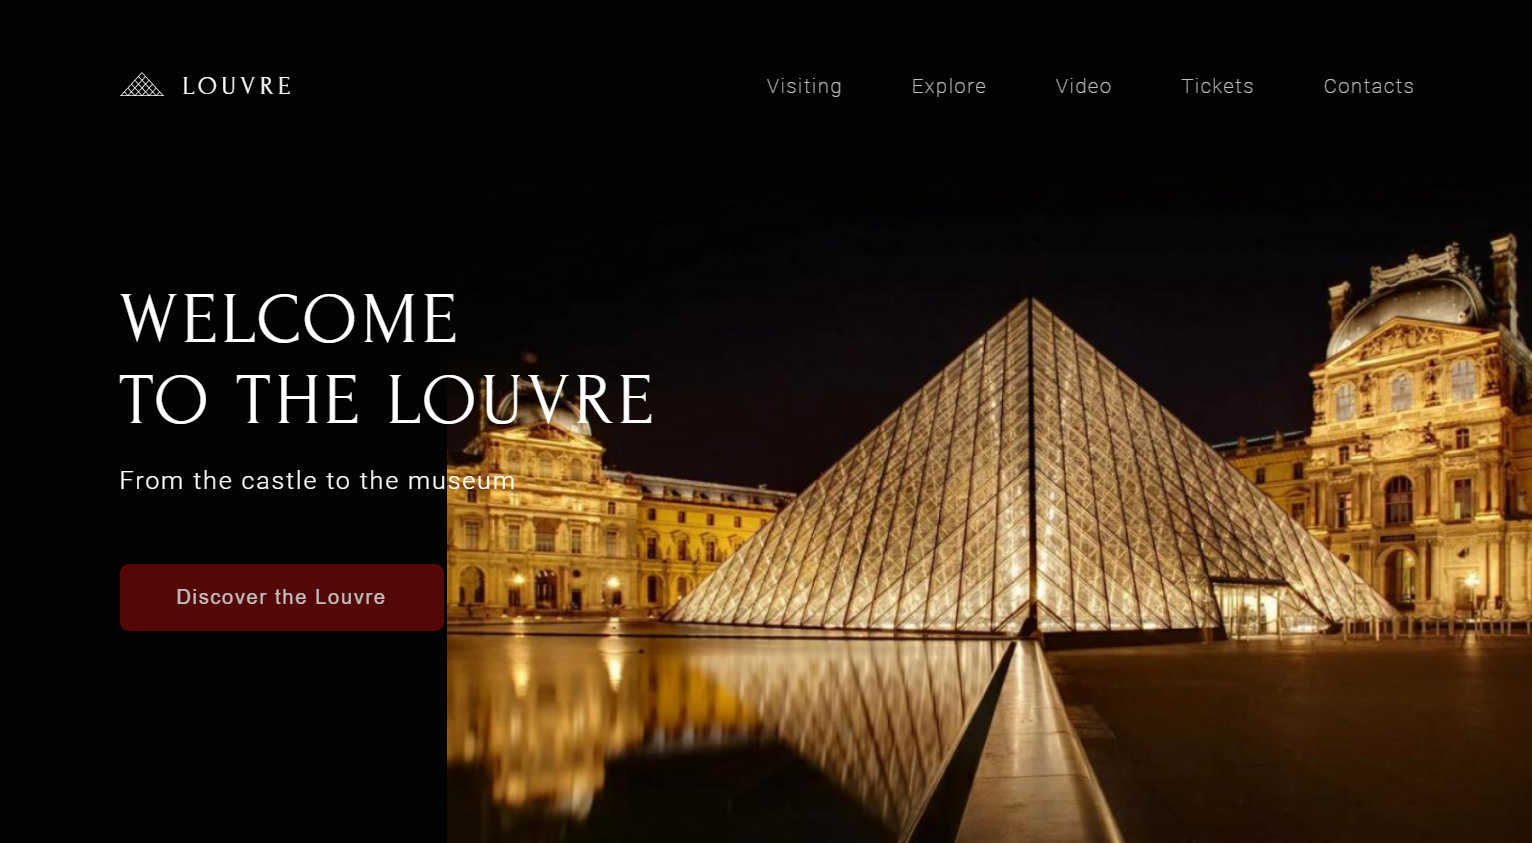 LOUVRE
Visiting Explore Video Tickets Contacts
WELCOME
TO THE LOUVRE
From the castle to the museum
Discover the Louvre